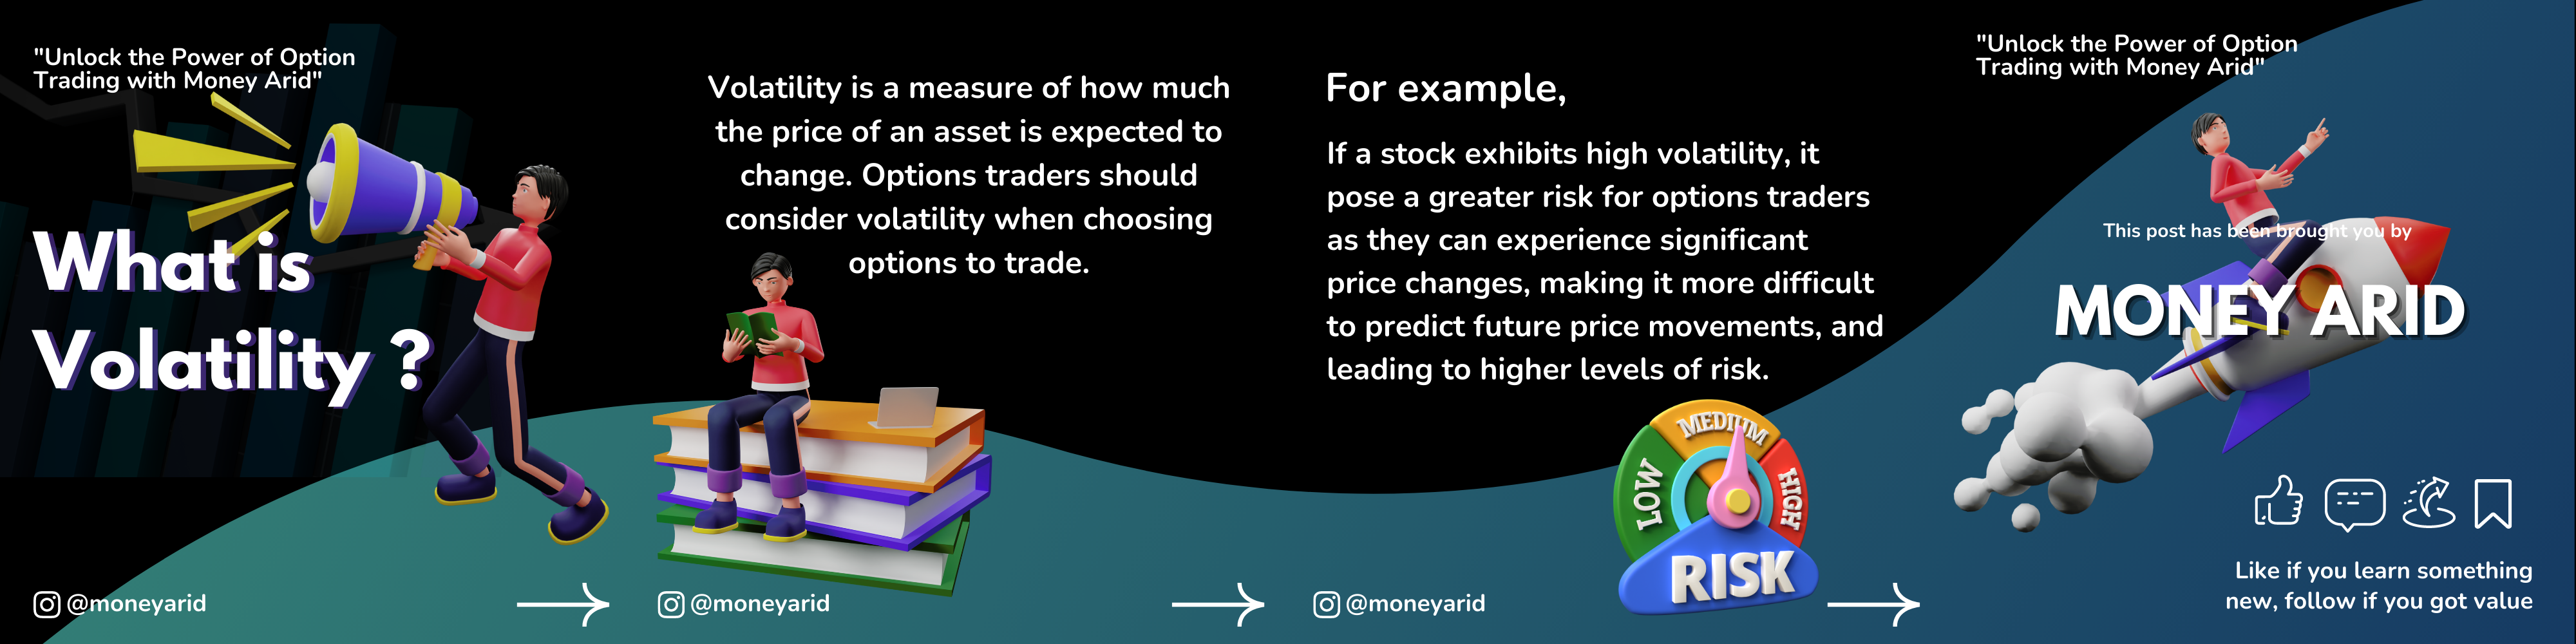 "Unlock the Power of Option
Trading with Money Arid"
What is
Volatility ?
@moneyarid
Volatility is a measure of how much
the price of an asset is expected to
change. Options traders should
consider volatility when choosing
options to trade.
@moneyarid
For example,
If a stock exhibits high volatility, it
pose a greater risk for options traders
as they can experience significant
price changes, making it more difficult
to predict future price movements, and
leading to higher levels of risk.
LOW
MEDIUM
HIGH
RISK
@moneyarid
"Unlock the Power of Option
Trading with Money Arid"
This post has been brought you by
MONEY ARID
Like if you learn something
new, follow if you got value